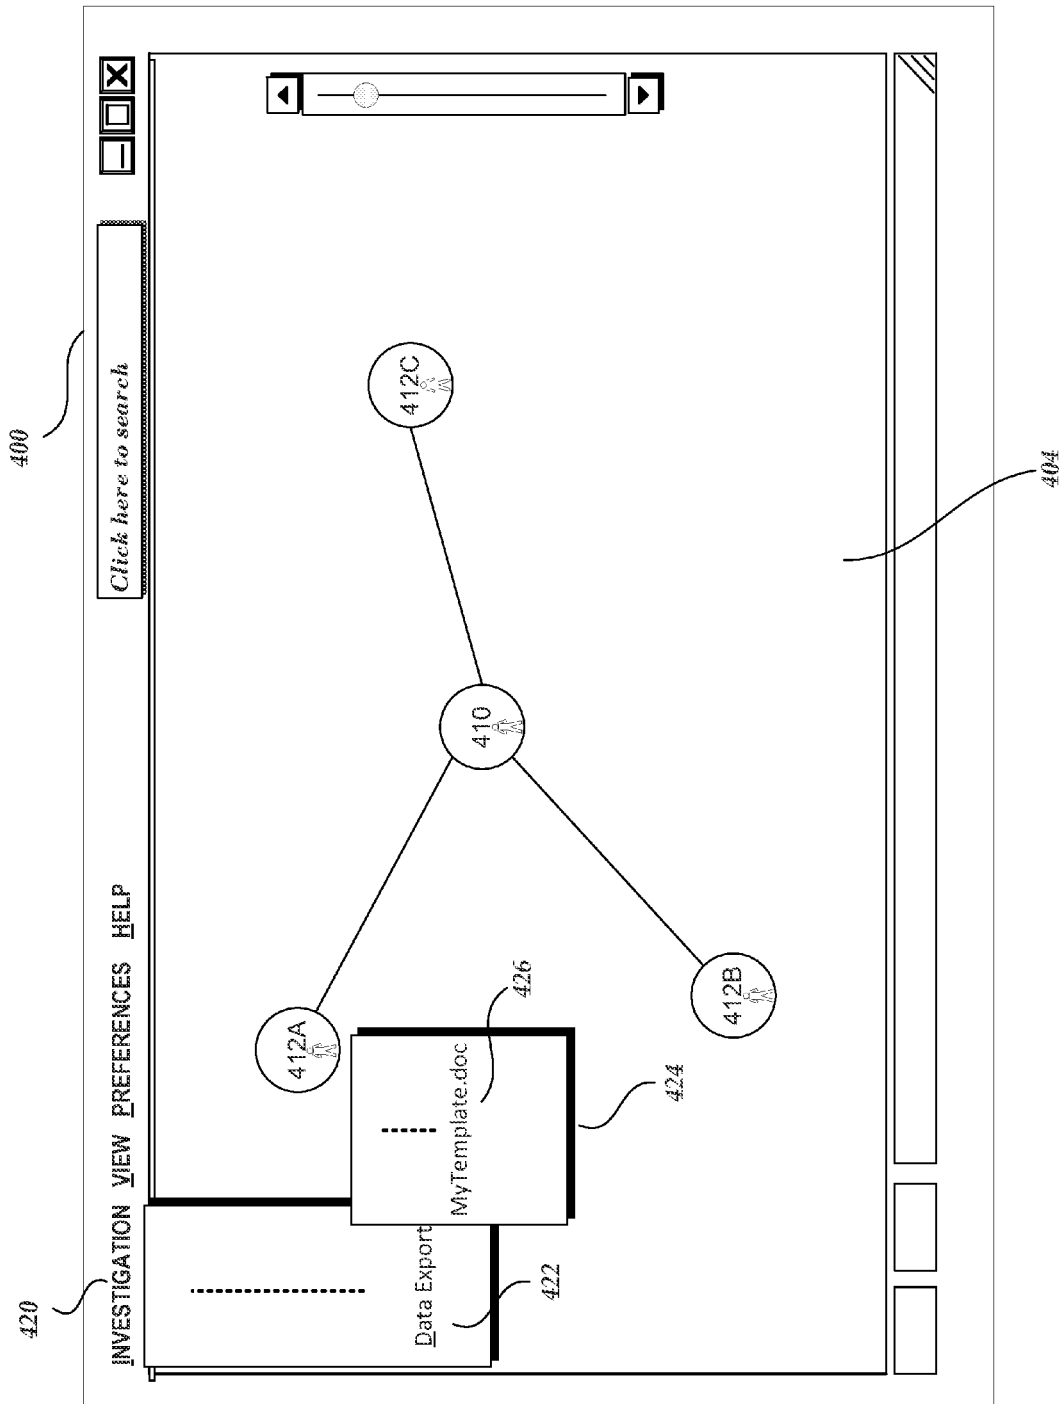 400
Click here to search
420
INVESTIGATION VIEW PREFERENCES HELP
412A
412C
410
412B
Data Export
422
MyTemplate.doc
426
424
404